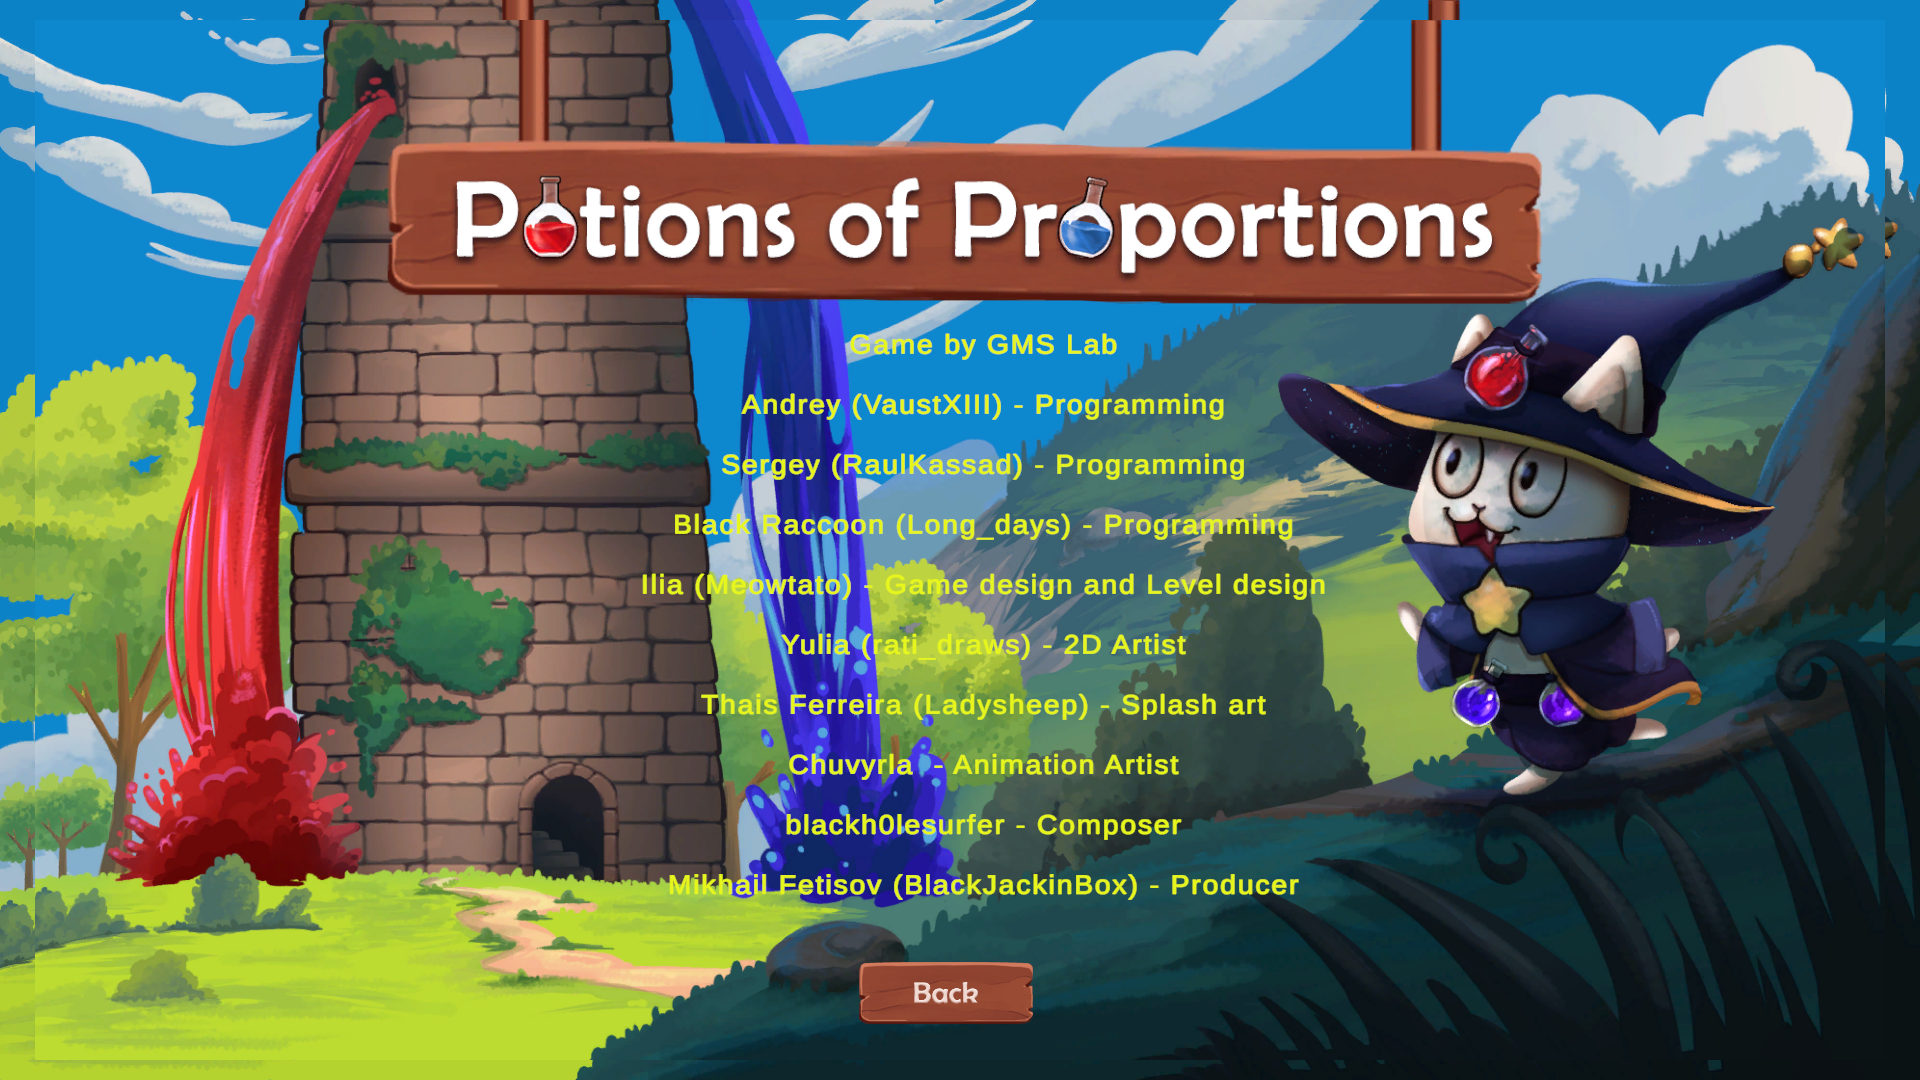 Potions of Proportions
Game by GMS Lab
Andrey (VaustXIII) - Programming
Sergey (RaulKassad) - Programming
Black Raccoon (Long_days) - Programming
Ilia (Meowtato) - Game design and Level design
Yulia (rati_draws) - 2D Artist
Thais Ferreira (Ladysheep) - Splash art
Chuvyrla - Animation Artist
blackh0lesurfer - Composer
Mikhail Fetisov (BlackJackinBox) - Producer
Back